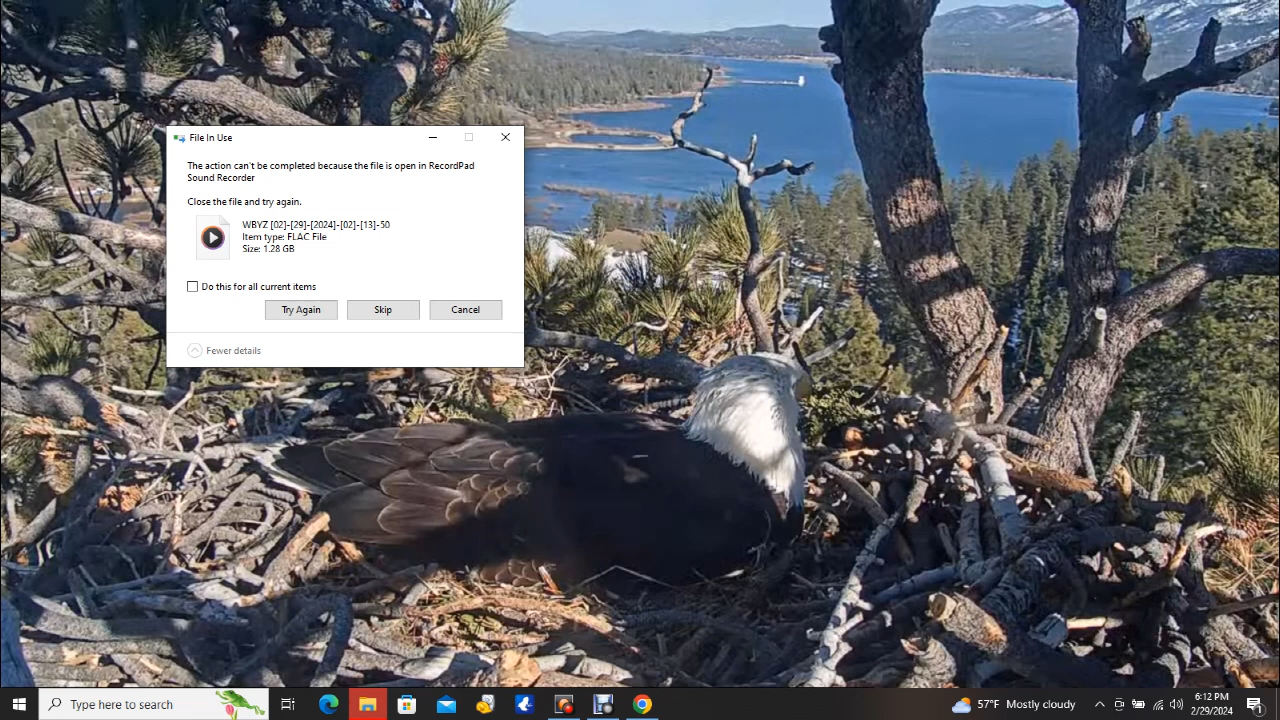 File In Use
The action can't be completed because the file is open in RecordPad
Sound Recorder
Close the file and try again.
WBYZ [02]-[29]-[2024]-[02]-[13]-50
Item type: FLAC File
Size: 1.28 GB
Do this for all current items
Try Again
Skip
Cancel
Fewer details
Type here to search
57°F Mostly cloudy
6:12 PM
2/29/2024
1